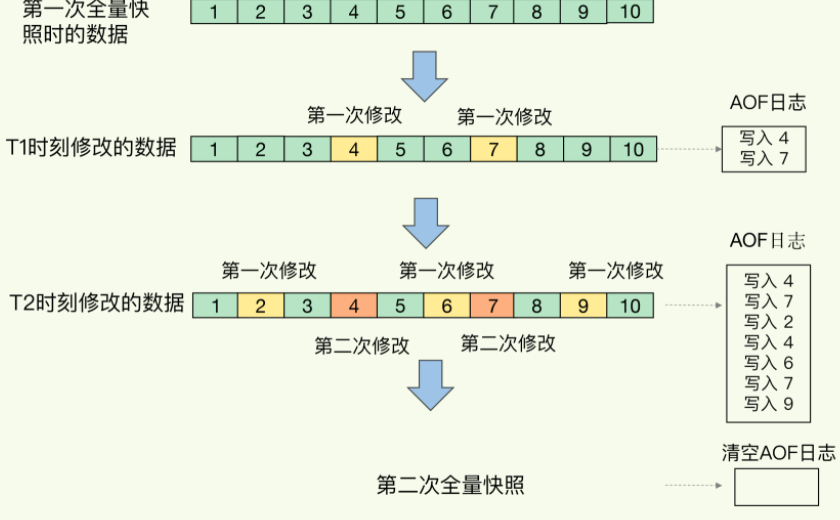 第一次全量快
照时的数据
1 2 3 4 5 6 7 8 9 10
第一次修改 第一次修改
AOF日志
T1时刻修改的数据 1 2 3 4 5 6 7 8 9 10
写入 4
写入 7
AOF日志
第一次修改 第一次修改 第一次修改
T2时刻修改的数据 1 2 3 4 5 6 7 8 9 10
第二次修改 第二次修改
写入 4
写入 7
写入 2
写入 4
写入 6
写入 7
写入 9
清空AOF日志
第二次全量快照